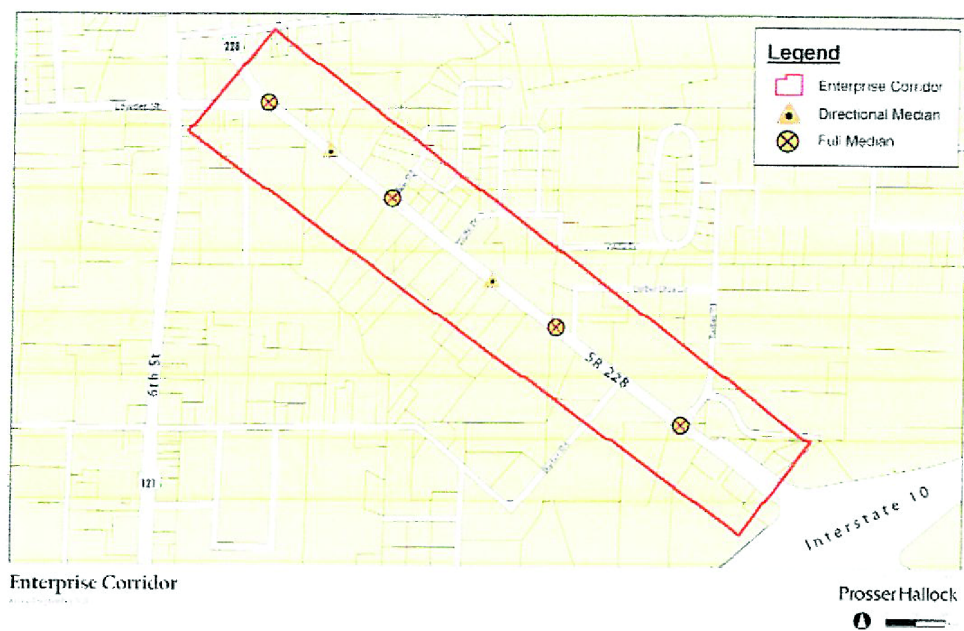 228
Legend
Enterprise Corridor
Directional Median
Full Median
Lowder St
6th St
SR 228
121
Interstate 10
Enterprise Corridor
Prosser Hallock